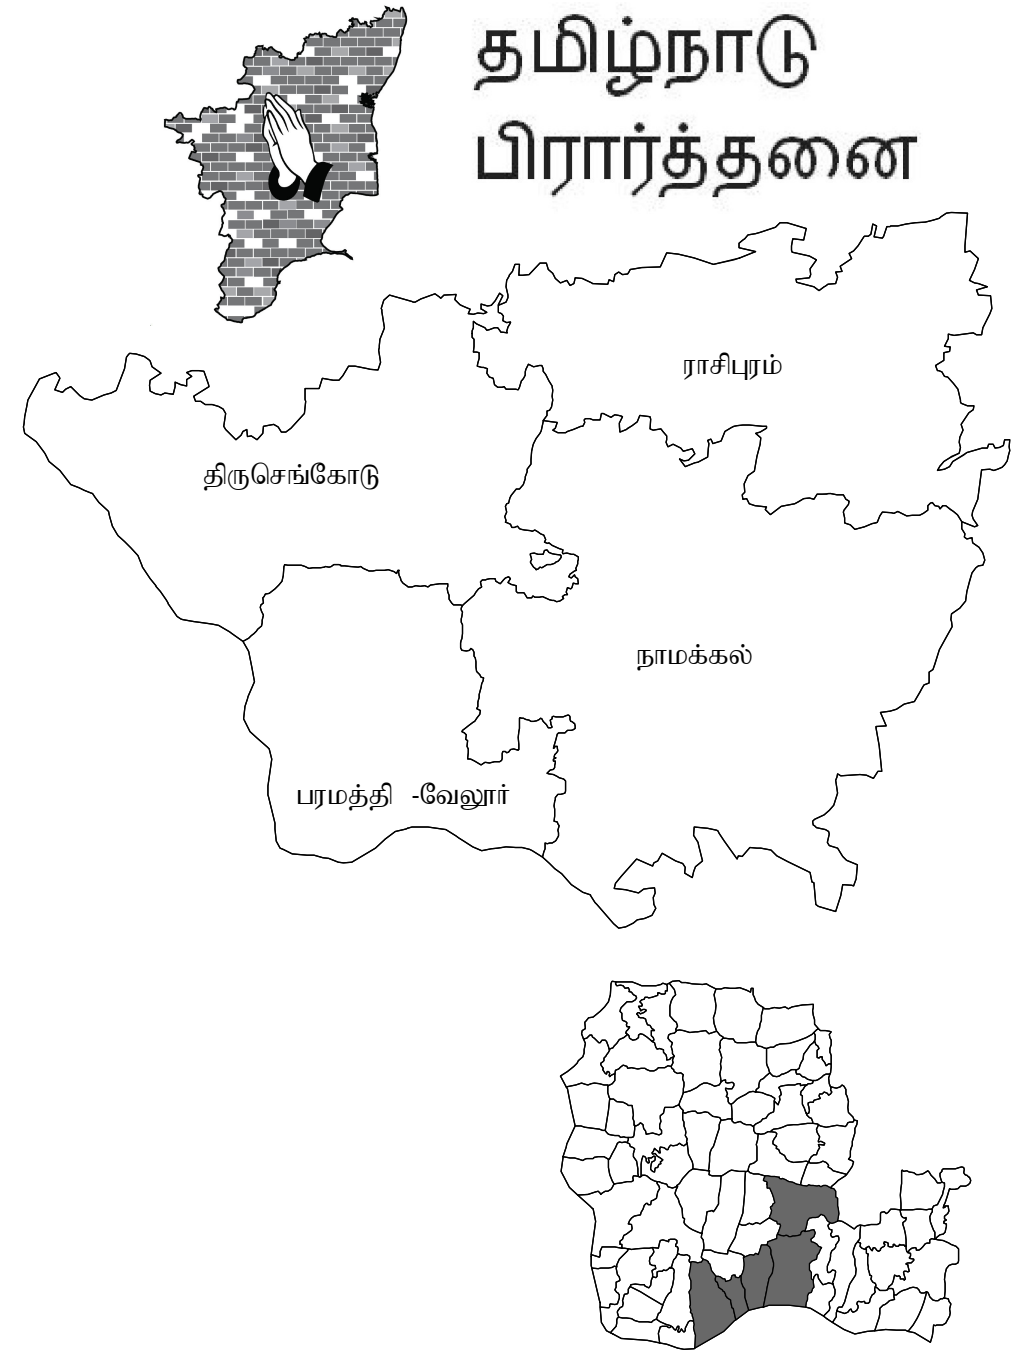 தமிழ்நாடு
பிரார்த்தனை
ராசிபுரம்
திருசெங்கோடு
நாமக்கல்
பரமத்தி -வேலூர்